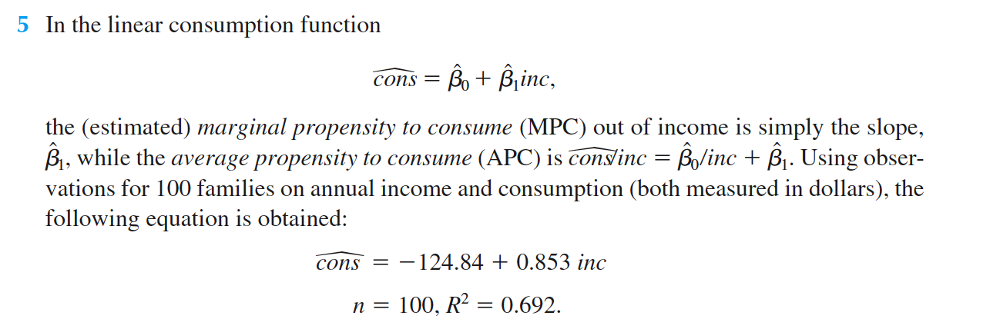 5 In the linear consumption function
$\widehat{cons} = \hat{\beta}_0 + \hat{\beta}_1 inc,$
the (estimated) marginal propensity to consume (MPC) out of income is simply the slope,
$\hat{\beta}_1$, while the average propensity to consume (APC) is $\widehat{cons}/inc = \hat{\beta}_0/inc + \hat{\beta}_1$. Using obser-
vations for 100 families on annual income and consumption (both measured in dollars), the
following equation is obtained:
$\widehat{cons} = -124.84 + 0.853\ inc$
$n = 100, R^2 = 0.692.$